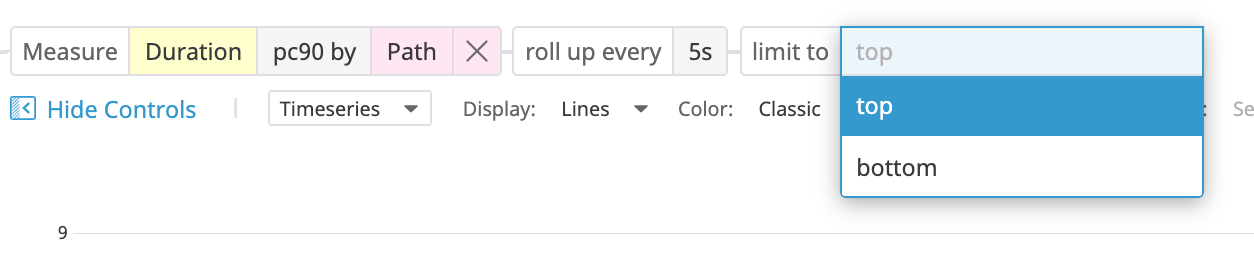 Measure Duration pc90 by Path roll up every 5s limit to top
Hide Controls Timeseries Display: Lines Color: Classic : Se
top
bottom
9